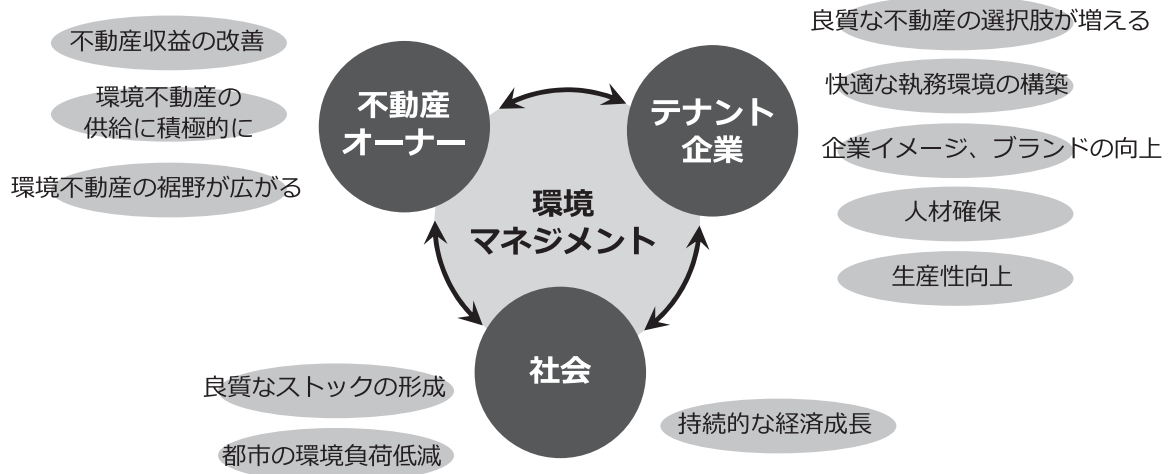 不動産収益の改善
環境不動産の
供給に積極的に
環境不動産の裾野が広がる
不動産
オーナー
テナント
企業
良質な不動産の選択肢が増える
快適な執務環境の構築
企業イメージ、ブランドの向上
人材確保
生産性向上
環境
マネジメント
社会
良質なストックの形成
都市の環境負荷低減
持続的な経済成長